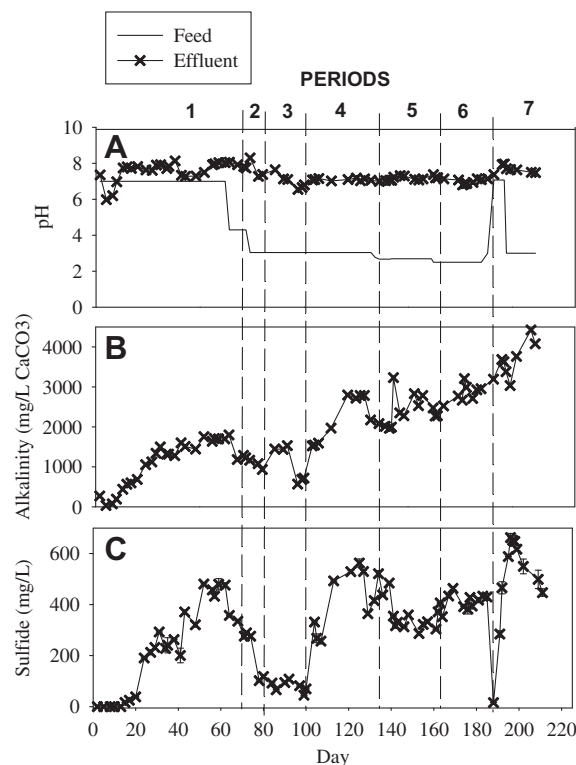 Feed
Effluent
PERIODS
1 2 3 4 5 6 7
A
10
8
6
4
2
0
pH
B
4000
3000
2000
1000
0
Alkalinity (mg/L CaCO3)
C
600
400
200
0
Sulfide (mg/L)
0 20 40 60 80 100 120 140 160 180 200 220
Day